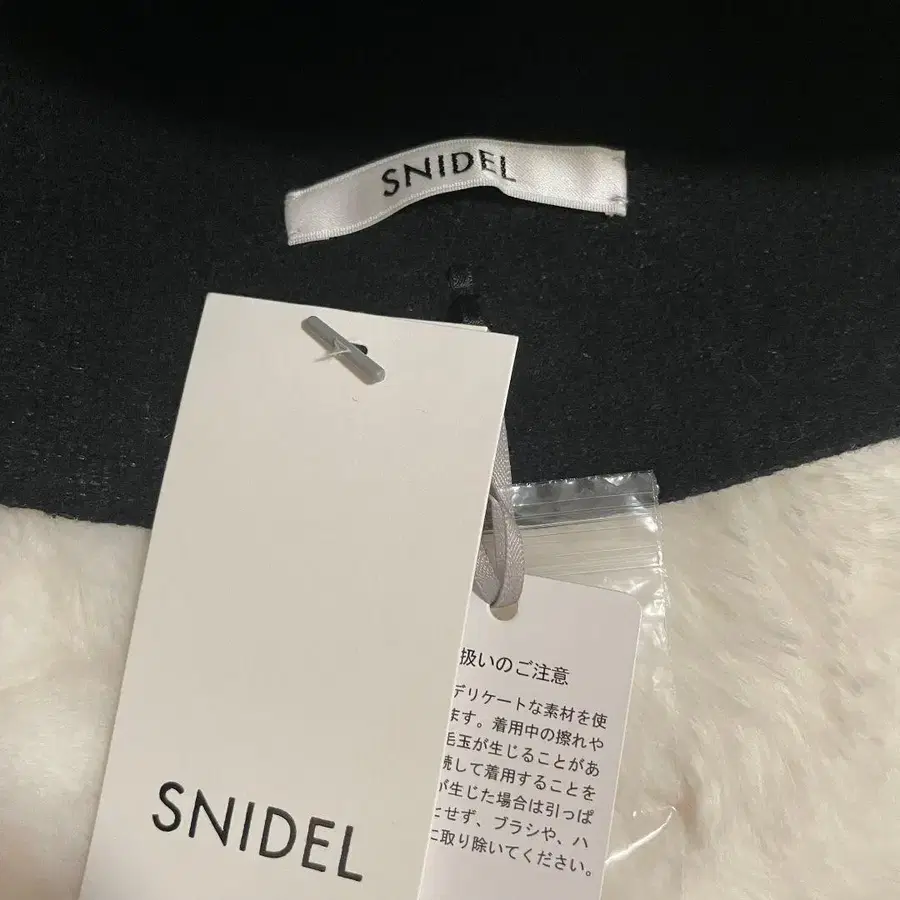 SNIDEL
扱いのご注意
デリケートな素材を使
ます。着用中の擦れや
毛玉が生じることがあ
続して着用することを
が生じた場合は引っぱ
とせず、ブラシや、ハ
に取り除いてください。
SNIDEL